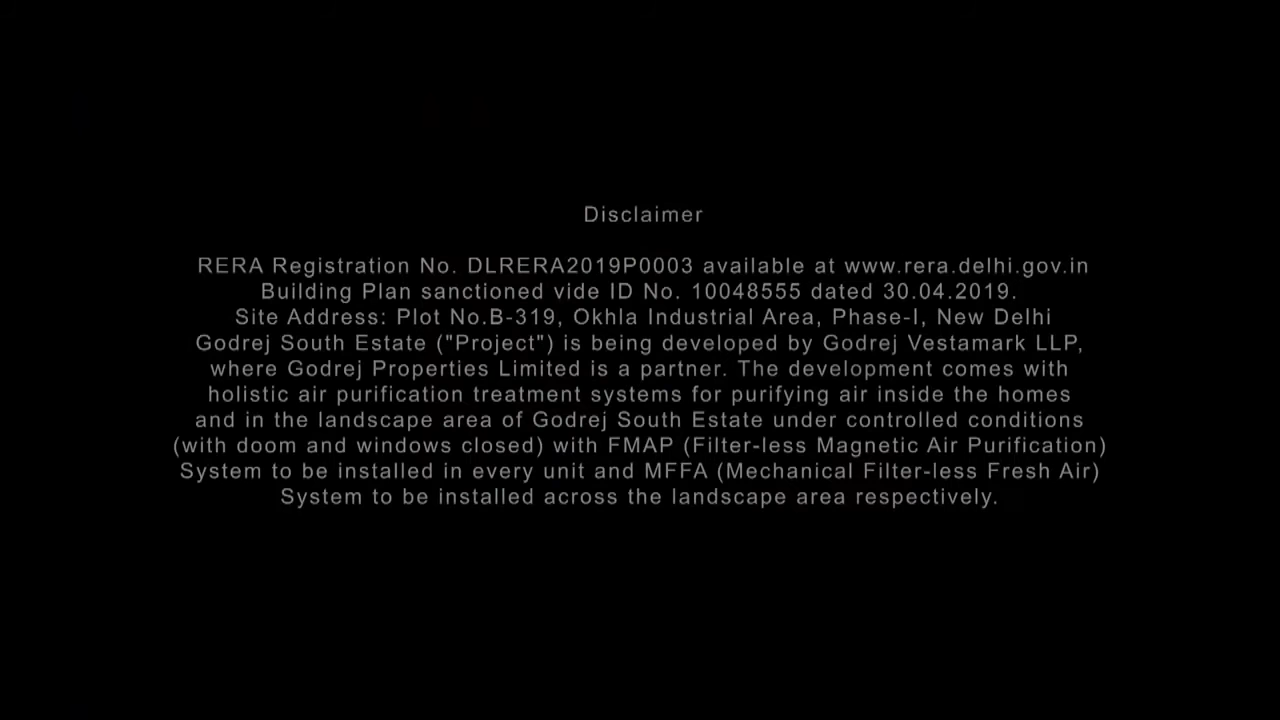 Disclaimer
RERA Registration No. DLRERA2019P0003 available at www.rera.delhi.gov.in
Building Plan sanctioned vide ID No. 10048555 dated 30.04.2019.
Site Address: Plot No.B-319, Okhla Industrial Area, Phase-I, New Delhi
Godrej South Estate ("Project") is being developed by Godrej Vestamark LLP,
where Godrej Properties Limited is a partner. The development comes with
holistic air purification treatment systems for purifying air inside the homes
and in the landscape area of Godrej South Estate under controlled conditions
(with doom and windows closed) with FMAP (Filter-less Magnetic Air Purification)
System to be installed in every unit and MFFA (Mechanical Filter-less Fresh Air)
System to be installed across the landscape area respectively.